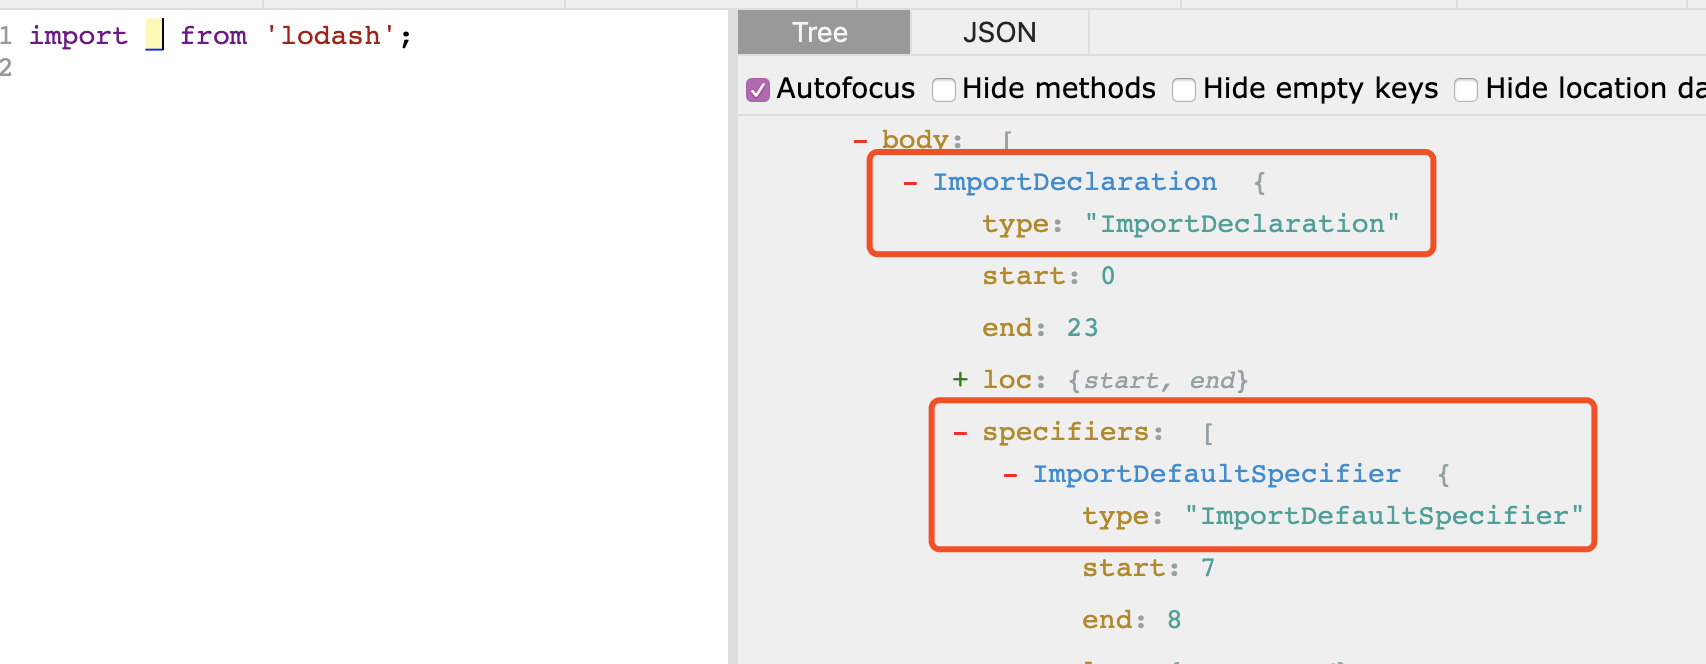 1 import _ from 'lodash';
2
Tree JSON
Autofocus Hide methods Hide empty keys Hide location da
- body: [
- ImportDeclaration {
type: "ImportDeclaration"
start: 0
end: 23
+ loc: {start, end}
- specifiers: [
- ImportDefaultSpecifier {
type: "ImportDefaultSpecifier"
start: 7
end: 8